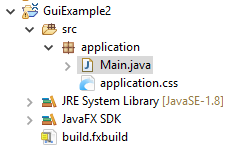 GuiExample2
src
application
Main.java
application.css
JRE System Library [JavaSE-1.8]
JavaFX SDK
build.fxbuild